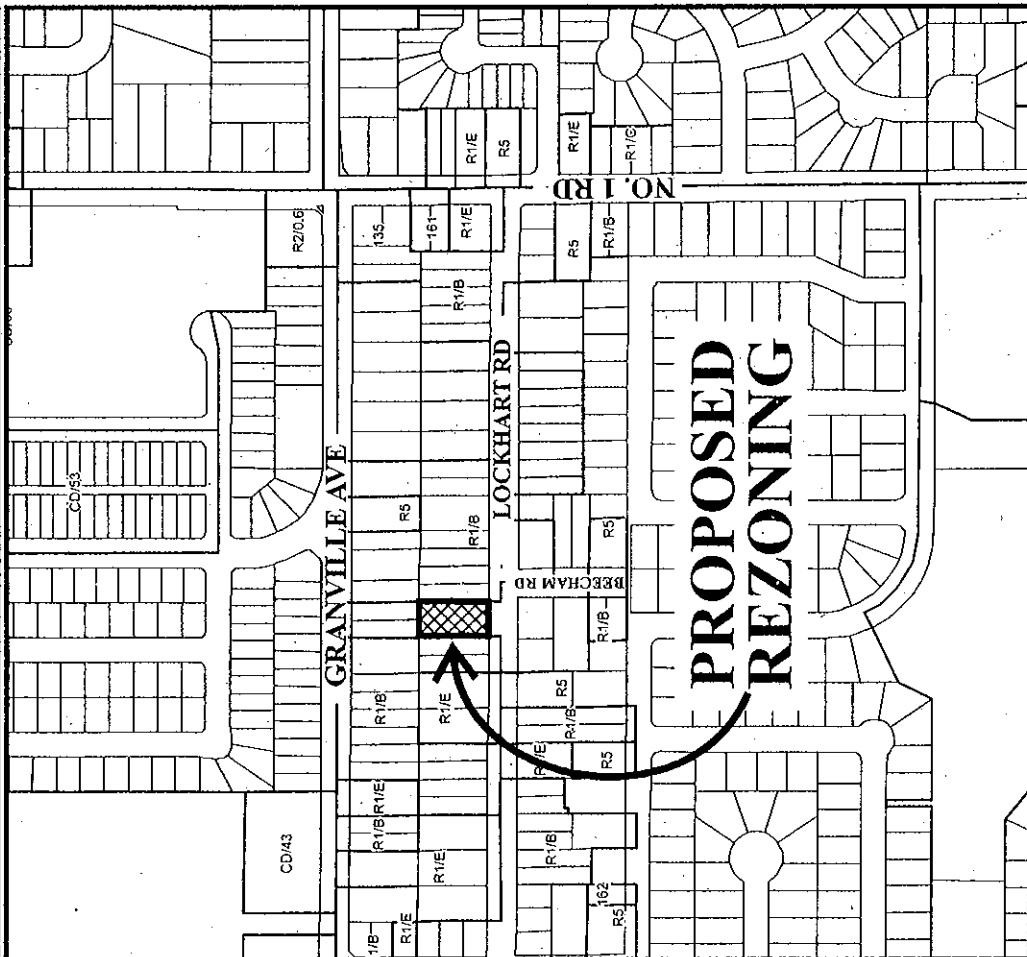 R1/E
R5
R1/E
R1/C
NO. 1 RD
R2/0.6
135
161
R1/E
R5
R1/B
R1/B
LOCKHART RD
GRANVILLE AVE
CD/53
R5
R1/B
R5
BEECHAM RD
R1/B
PROPOSED
REZONING
R1/B
R1/E
R5
R1/B
R1/E
R5
R1/E
R1/B
R1/E
R1/B
CD/43
162
R5
1/B
R1/E